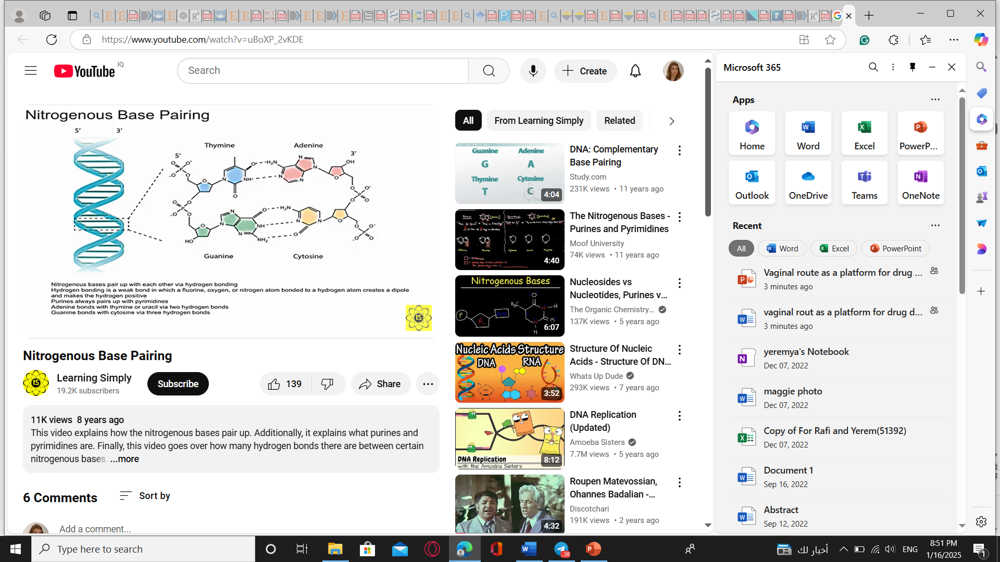 https://www.youtube.com/watch?v=uBoXP_2vKDE
YouTube IQ
Search
Create
Nitrogenous Base Pairing
5’ 3’
Thymine Adenine
5’ 3’
Guanine Cytosine
Nitrogenous bases pair up with each other via hydrogen bonding
Hydrogen bonding is a weak bond in which a fluorine, oxygen, or nitrogen atom bonded to a hydrogen atom creates a dipole
and makes the hydrogen positive
Purines always pairs up with pyrimidines
Adenine bonds with thymine or uracil via two hydrogen bonds
Guanine bonds with cytosine via three hydrogen bonds
LS
Nitrogenous Base Pairing
Learning Simply
19.2K subscribers
Subscribe
139
Share
11K views 8 years ago
This video explains how the nitrogenous bases pair up. Additionally, it explains what purines and
pyrimidines are. Finally, this video goes over how many hydrogen bonds there are between certain
nitrogenous bases. ...more
6 Comments
Sort by
Add a comment...
All
From Learning Simply
Related
Guanine Adenine
G A
Thymine Cytosine
T C
4:04
DNA: Complementary
Base Pairing
Study.com
231K views • 11 years ago
4:40
The Nitrogenous Bases -
Purines and Pyrimidines
Moof University
74K views • 11 years ago
Nitrogenous Bases
6:07
Nucleosides vs
Nucleotides, Purines v...
The Organic Chemistry...
137K views • 5 years ago
Nucleic Acids Structure
DNA RNA
3:52
Structure Of Nucleic
Acids - Structure Of DN...
Whats Up Dude
293K views • 7 years ago
PRIMASE
LIGASE
DNA Replication
with the Amoeba Sisters
8:12
DNA Replication
(Updated)
Amoeba Sisters
7.7M views • 5 years ago
4:32
Roupen Matevossian,
Ohannes Badalian -...
Discotchari
191K views • 2 years ago
Microsoft 365
Apps
Home Word Excel PowerP...
Outlook OneDrive Teams OneNote
Recent
All Word Excel PowerPoint
Vaginal route as a platform for drug ...
3 minutes ago
vaginal rout as a platform for drug d...
3 minutes ago
yeremya's Notebook
Dec 07, 2022
maggie photo
Dec 07, 2022
Copy of For Rafi and Yerem(51392)
Dec 07, 2022
Document 1
Sep 16, 2022
Abstract
Sep 12, 2022
Type here to search
.38
أخبار لك
ENG
8:51 PM
1/16/2025
1